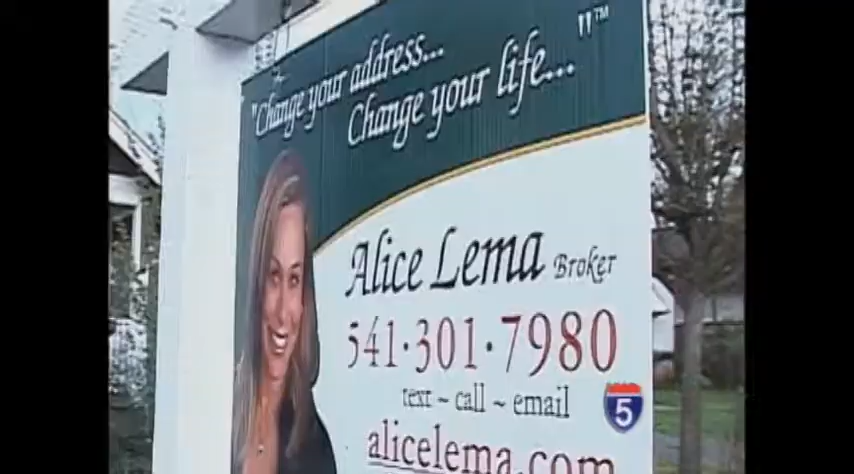 "Change your address...
Change your life..."™
Alice Lema Broker
541·301·7980
text ~ call ~ email
alicelema.com
5